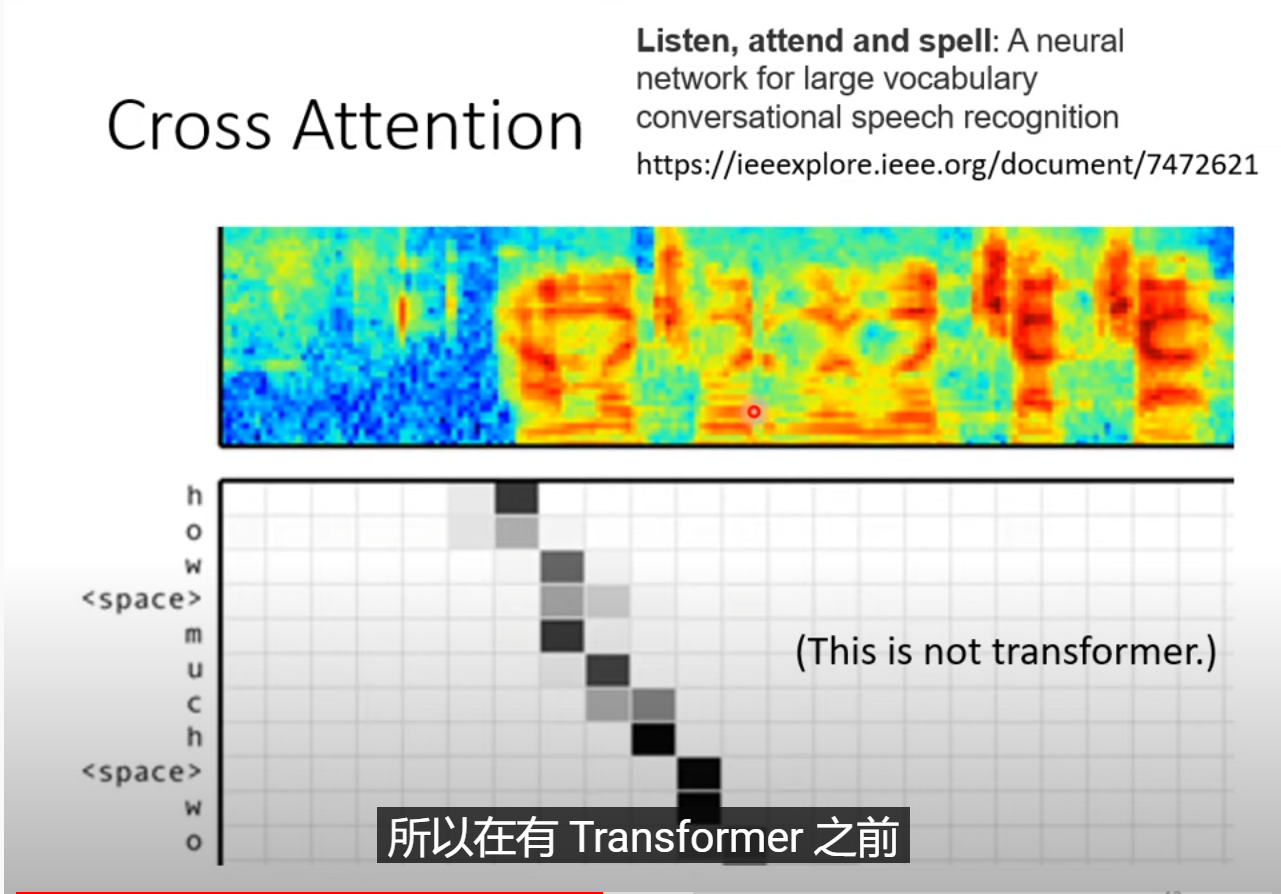 Listen, attend and spell: A neural
network for large vocabulary
conversational speech recognition
https://ieeexplore.ieee.org/document/7472621
Cross Attention
h
o
w
<space>
m
u
c
h
<space>
w
o
(This is not transformer.)
所以在有 Transformer 之前